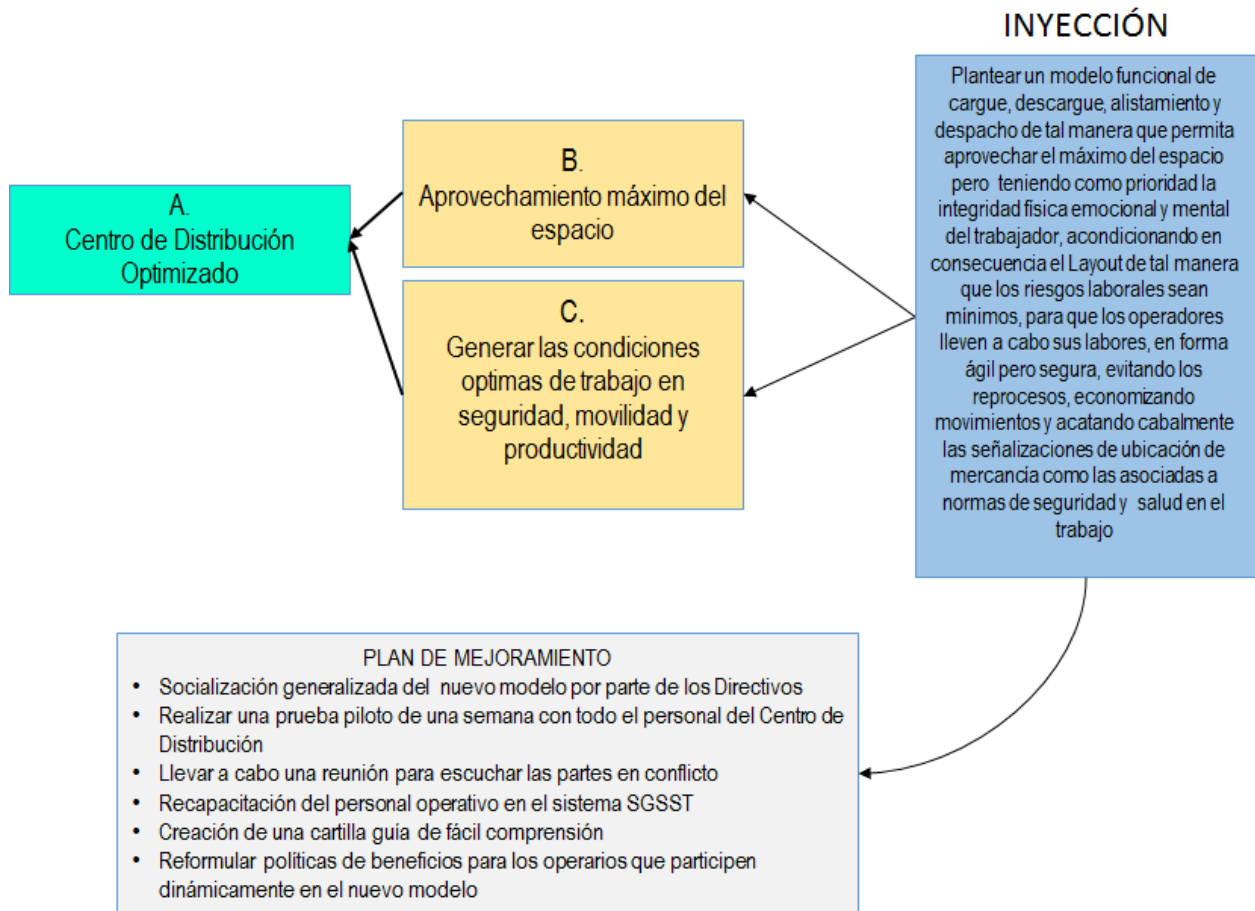 INYECCIÓN
Plantear un modelo funcional de
cargue, descargue, alistamiento y
despacho de tal manera que permita
aprovechar el máximo del espacio
pero teniendo como prioridad la
integridad física emocional y mental
del trabajador, acondicionando en
consecuencia el Layout de tal manera
que los riesgos laborales sean
mínimos, para que los operadores
lleven a cabo sus labores, en forma
ágil pero segura, evitando los
reprocesos, economizando
movimientos y acatando cabalmente
las señalizaciones de ubicación de
mercancía como las asociadas a
normas de seguridad y salud en el
trabajo
A.
Centro de Distribución
Optimizado
B.
Aprovechamiento máximo del
espacio
C.
Generar las condiciones
optimas de trabajo en
seguridad, movilidad y
productividad
PLAN DE MEJORAMIENTO
• Socialización generalizada del nuevo modelo por parte de los Directivos
• Realizar una prueba piloto de una semana con todo el personal del Centro de
Distribución
• Llevar a cabo una reunión para escuchar las partes en conflicto
• Recapacitación del personal operativo en el sistema SGSST
• Creación de una cartilla guía de fácil comprensión
• Reformular políticas de beneficios para los operarios que participen
dinámicamente en el nuevo modelo